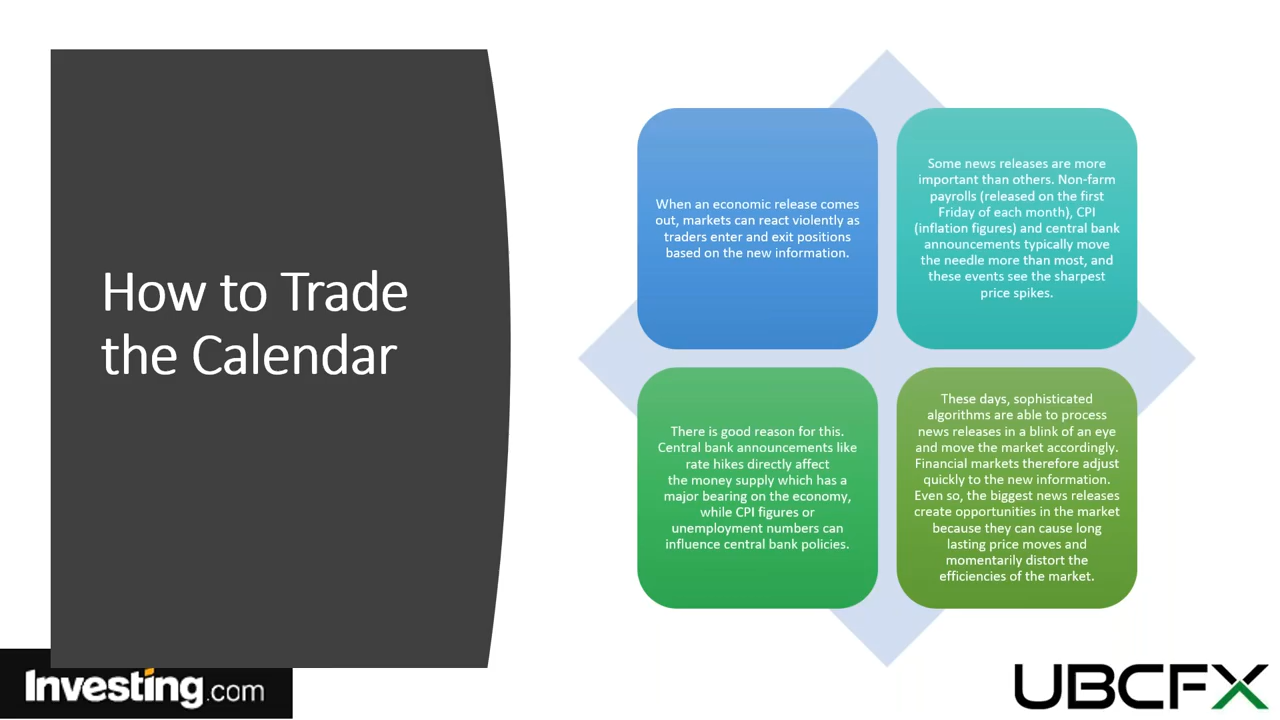 How to Trade
the Calendar
When an economic release comes
out, markets can react violently as
traders enter and exit positions
based on the new information.
Some news releases are more
important than others. Non-farm
payrolls (released on the first
Friday of each month), CPI
(inflation figures) and central bank
announcements typically move
the needle more than most, and
these events see the sharpest
price spikes.
There is good reason for this.
Central bank announcements like
rate hikes directly affect
the money supply which has a
major bearing on the economy,
while CPI figures or
unemployment numbers can
influence central bank policies.
These days, sophisticated
algorithms are able to process
news releases in a blink of an eye
and move the market accordingly.
Financial markets therefore adjust
quickly to the new information.
Even so, the biggest news releases
create opportunities in the market
because they can cause long
lasting price moves and
momentarily distort the
efficiencies of the market.
Investing.com
UBCFX